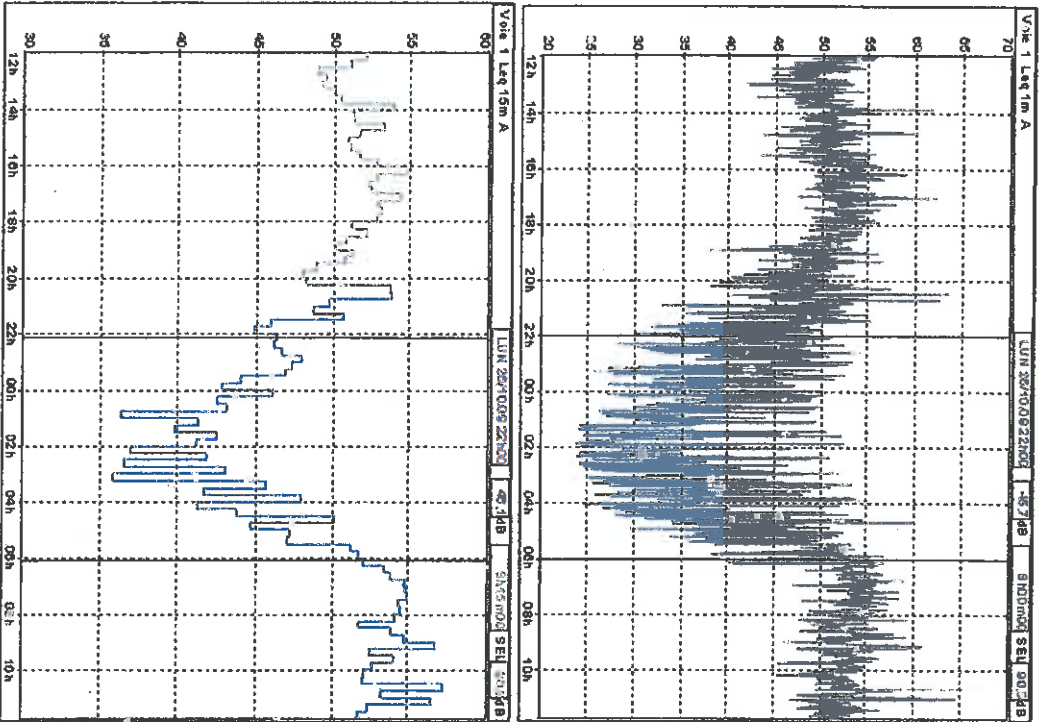 Voie 1 Leq 1m A
LUN 26/10/09 22h00
45,7dB
SEL
70
65
60
55
50
45
40
35
30
25
20
12h
14h
16h
18h
20h
22h
00h
02h
04h
06h
08h
10h
Voie 1 Leq 15m A
LUN 26/10/09 22h00
SEL
60
55
50
45
40
35
30
12h
14h
16h
18h
20h
22h
00h
02h
04h
06h
08h
10h